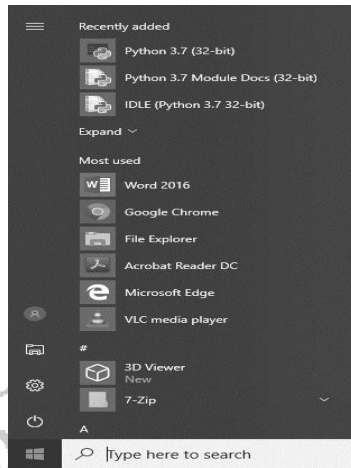 Recently added
Python 3.7 (32-bit)
Python 3.7 Module Docs (32-bit)
IDLE (Python 3.7 32-bit)
Expand
Most used
Word 2016
Google Chrome
File Explorer
Acrobat Reader DC
Microsoft Edge
VLC media player
#
3D Viewer
New
7-Zip
A
Type here to search